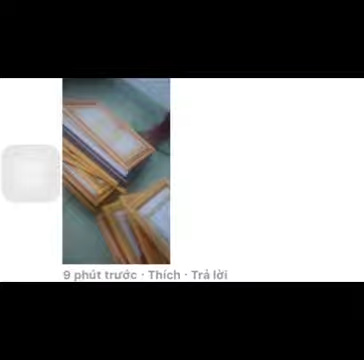 9 phút trước · Thích · Trả lời